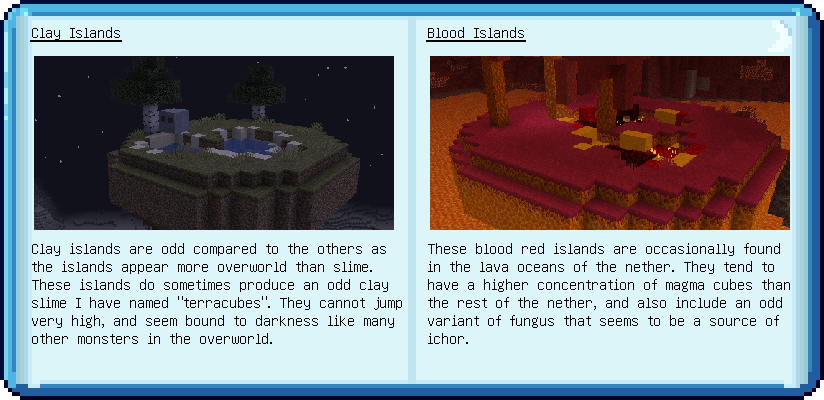 Clay Islands
Clay islands are odd compared to the others as
the islands appear more overworld than slime.
These islands do sometimes produce an odd clay
slime I have named "terracubes". They cannot jump
very high, and seem bound to darkness like many
other monsters in the overworld.
Blood Islands
These blood red islands are occasionally found
in the lava oceans of the nether. They tend to
have a higher concentration of magma cubes than
the rest of the nether, and also include an odd
variant of fungus that seems to be a source of
ichor.